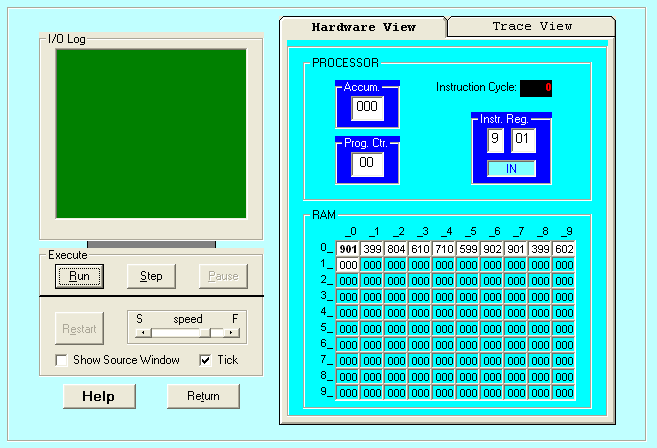 Hardware View Trace View
I/O Log
PROCESSOR
Accum. Instruction Cycle: 0
000
Instr. Reg.
Prog. Ctr. 9 01
00 IN
RAM
_0 _1 _2 _3 _4 _5 _6 _7 _8 _9
0_ 901 399 804 610 710 599 902 901 399 602
1_ 000 000 000 000 000 000 000 000 000 000
2_ 000 000 000 000 000 000 000 000 000 000
3_ 000 000 000 000 000 000 000 000 000 000
4_ 000 000 000 000 000 000 000 000 000 000
5_ 000 000 000 000 000 000 000 000 000 000
6_ 000 000 000 000 000 000 000 000 000 000
7_ 000 000 000 000 000 000 000 000 000 000
8_ 000 000 000 000 000 000 000 000 000 000
9_ 000 000 000 000 000 000 000 000 000 000
Execute
Run Step Pause
Restart S speed F
Show Source Window Tick
Help Return